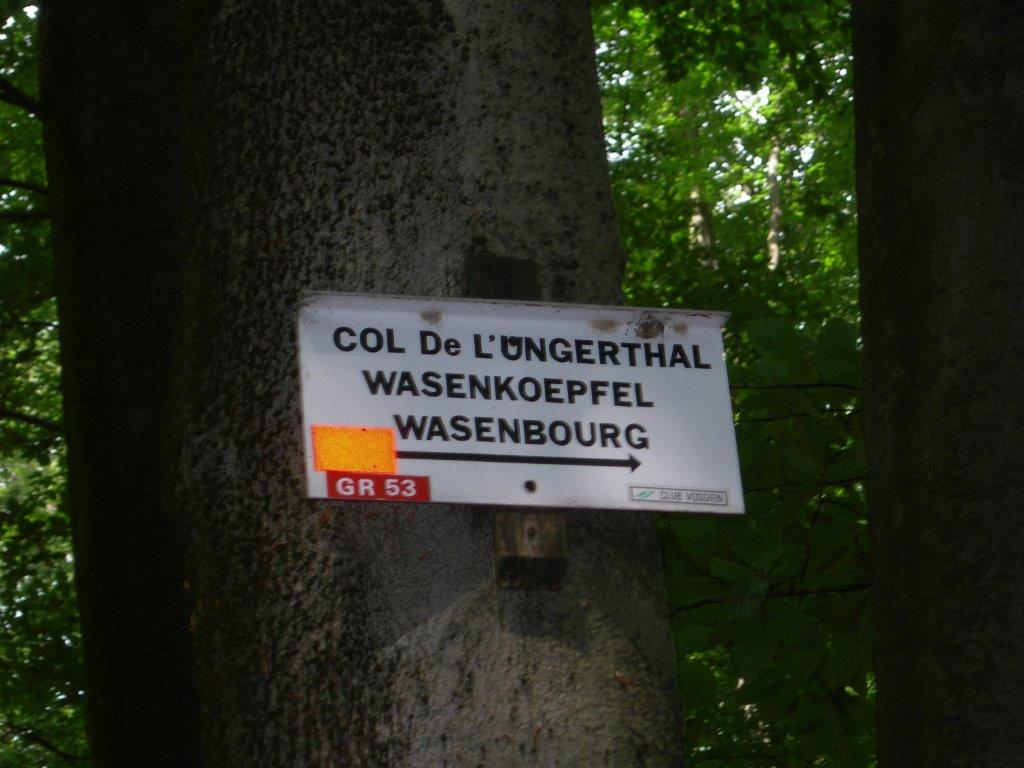 COL De L'UNGERTHAL
WASENKOEPFEL
WASENBOURG
GR 53
CLUB VOSGIEN